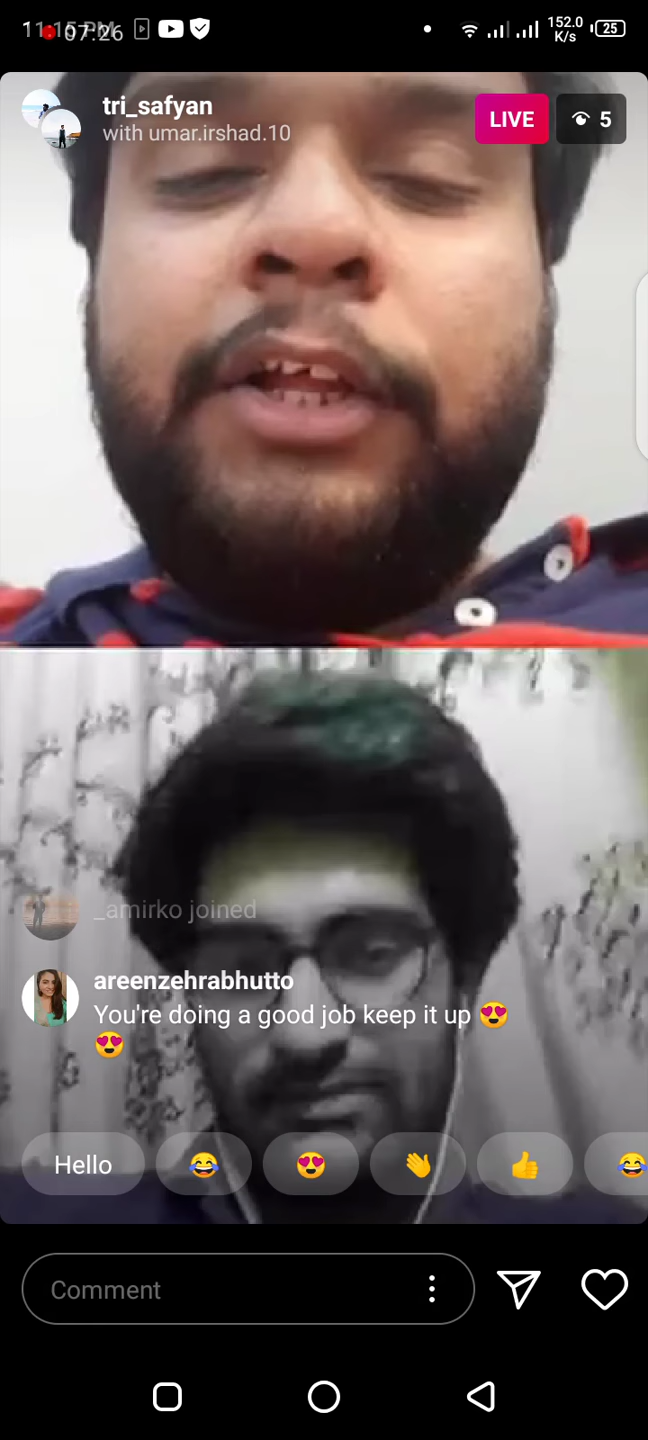 07:26
152.0
K/s
25
tri_safyan
with umar.irshad.10
LIVE
5
_amirko joined
areenzehrabhutto
You're doing a good job keep it up 😍
😍
Hello 😂 😍 👋 👍 😂
Comment